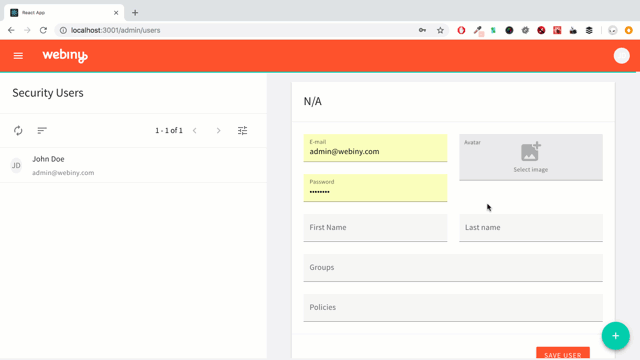 React App
localhost:3001/admin/users
webiny
Security Users
N/A
1 - 1 of 1
JD
John Doe
admin@webiny.com
E-mail
admin@webiny.com
Avatar
Select image
Password
••••••••
First Name
Last name
Groups
Policies
SAVE USER